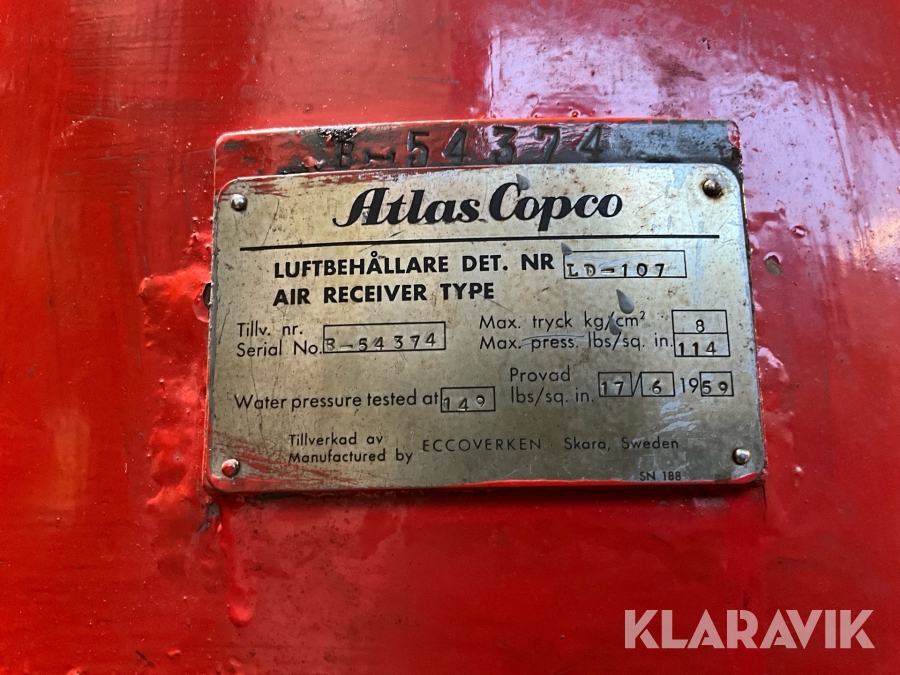 B-54374
Atlas Copco
LUFTBEHÅLLARE DET. NR LD-107
AIR RECEIVER TYPE
Tillv. nr.
Serial No. B-54374
Max. tryck kg/cm² 8
Max. press. lbs/sq. in. 114
Water pressure tested at 149
Provad
lbs/sq. in. 17/6 1959
Tillverkad av
Manufactured by ECCOVERKEN Skara, Sweden
SN 188
KLARAVIK